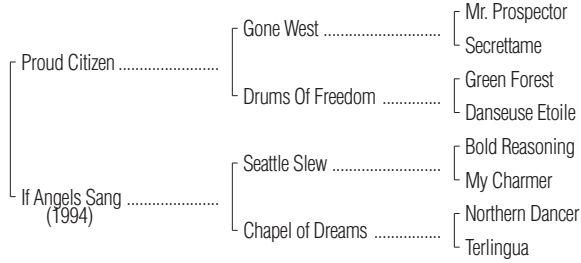 Mr. Prospector
Gone West ........................
Secrettame
Proud Citizen ....................
Green Forest
Drums Of Freedom ............
Danseuse Etoile
Bold Reasoning
Seattle Slew ......................
My Charmer
If Angels Sang ...................
(1994)
Northern Dancer
Chapel of Dreams .............
Terlingua